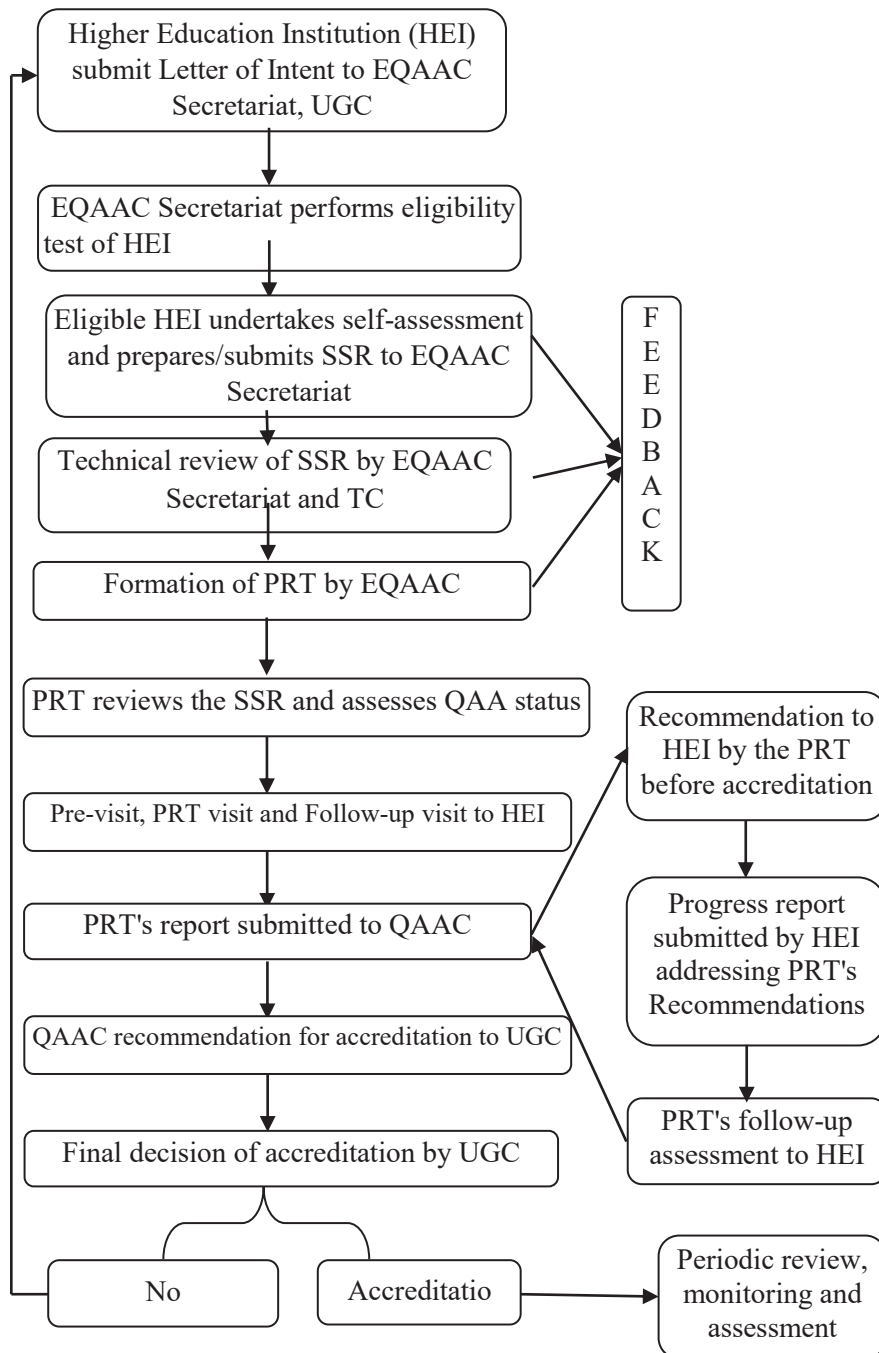 Higher Education Institution (HEI)
submit Letter of Intent to EQAAC
Secretariat, UGC
EQAAC Secretariat performs eligibility
test of HEI
Eligible HEI undertakes self-assessment
and prepares/submits SSR to EQAAC
Secretariat
F
E
E
D
B
A
C
K
Technical review of SSR by EQAAC
Secretariat and TC
Formation of PRT by EQAAC
PRT reviews the SSR and assesses QAA status
Pre-visit, PRT visit and Follow-up visit to HEI
PRT's report submitted to QAAC
Recommendation to
HEI by the PRT
before accreditation
Progress report
submitted by HEI
addressing PRT's
Recommendations
PRT's follow-up
assessment to HEI
QAAC recommendation for accreditation to UGC
Final decision of accreditation by UGC
No
Accreditatio
Periodic review,
monitoring and
assessment